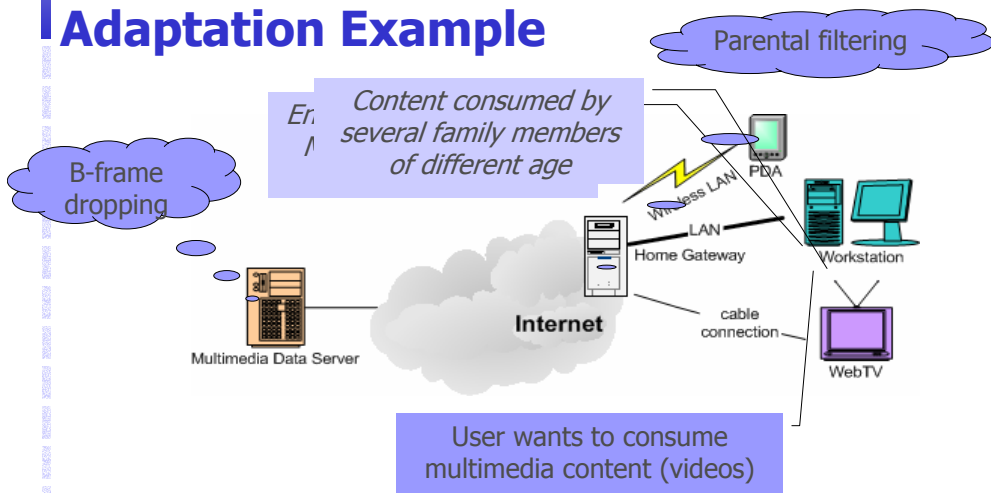 Adaptation Example
Parental filtering
Content consumed by
several family members
of different age
B-frame
dropping
PDA
Wireless LAN
LAN
Home Gateway
Workstation
Internet
cable
connection
Multimedia Data Server
WebTV
User wants to consume
multimedia content (videos)